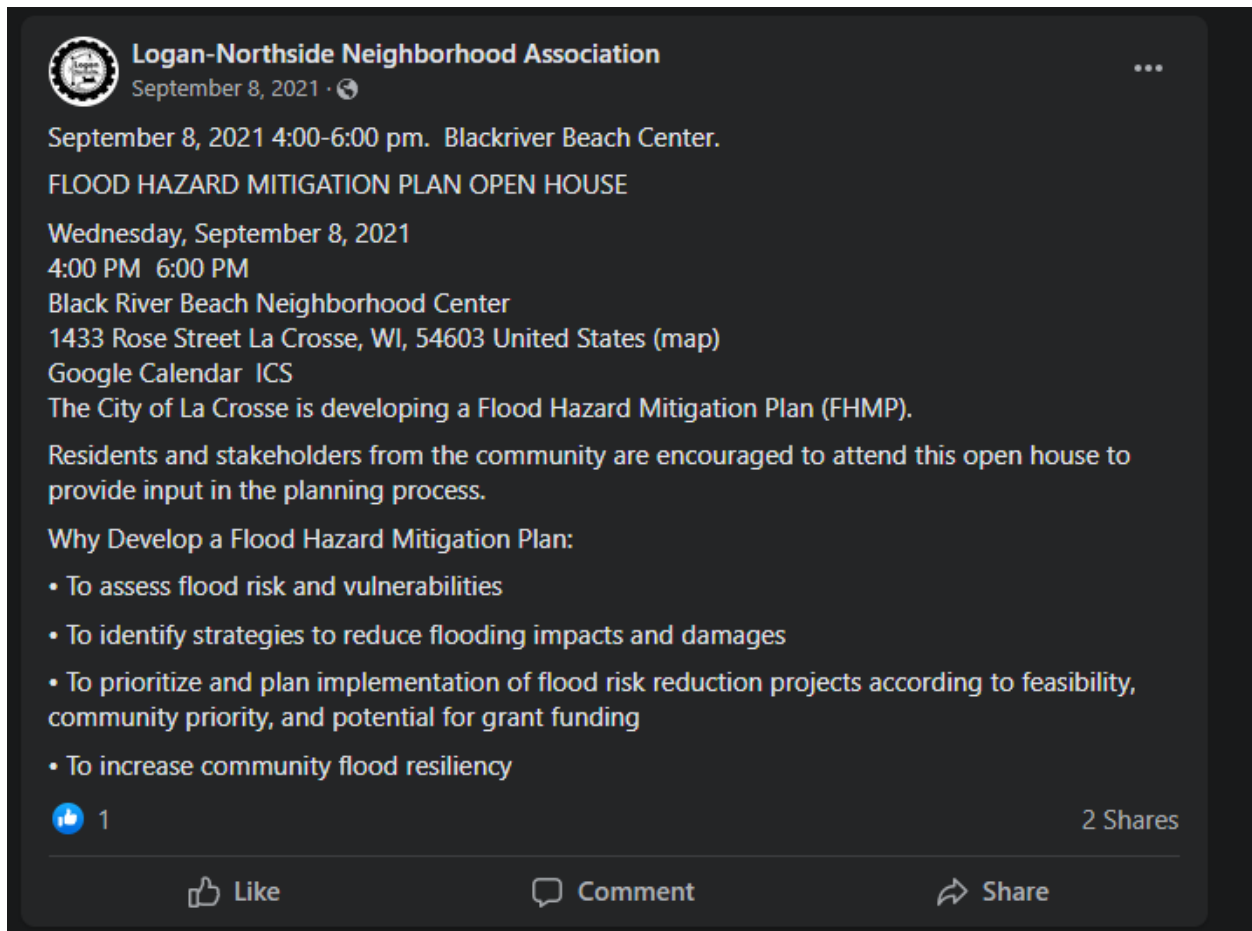 Logan-Northside Neighborhood Association
September 8, 2021 ·
September 8, 2021 4:00-6:00 pm.  Blackriver Beach Center.
FLOOD HAZARD MITIGATION PLAN OPEN HOUSE
Wednesday, September 8, 2021
4:00 PM  6:00 PM
Black River Beach Neighborhood Center
1433 Rose Street La Crosse, WI, 54603 United States (map)
Google Calendar  ICS
The City of La Crosse is developing a Flood Hazard Mitigation Plan (FHMP).
Residents and stakeholders from the community are encouraged to attend this open house to
provide input in the planning process.
Why Develop a Flood Hazard Mitigation Plan:
• To assess flood risk and vulnerabilities
• To identify strategies to reduce flooding impacts and damages
• To prioritize and plan implementation of flood risk reduction projects according to feasibility,
community priority, and potential for grant funding
• To increase community flood resiliency
1
2 Shares
Like
Comment
Share